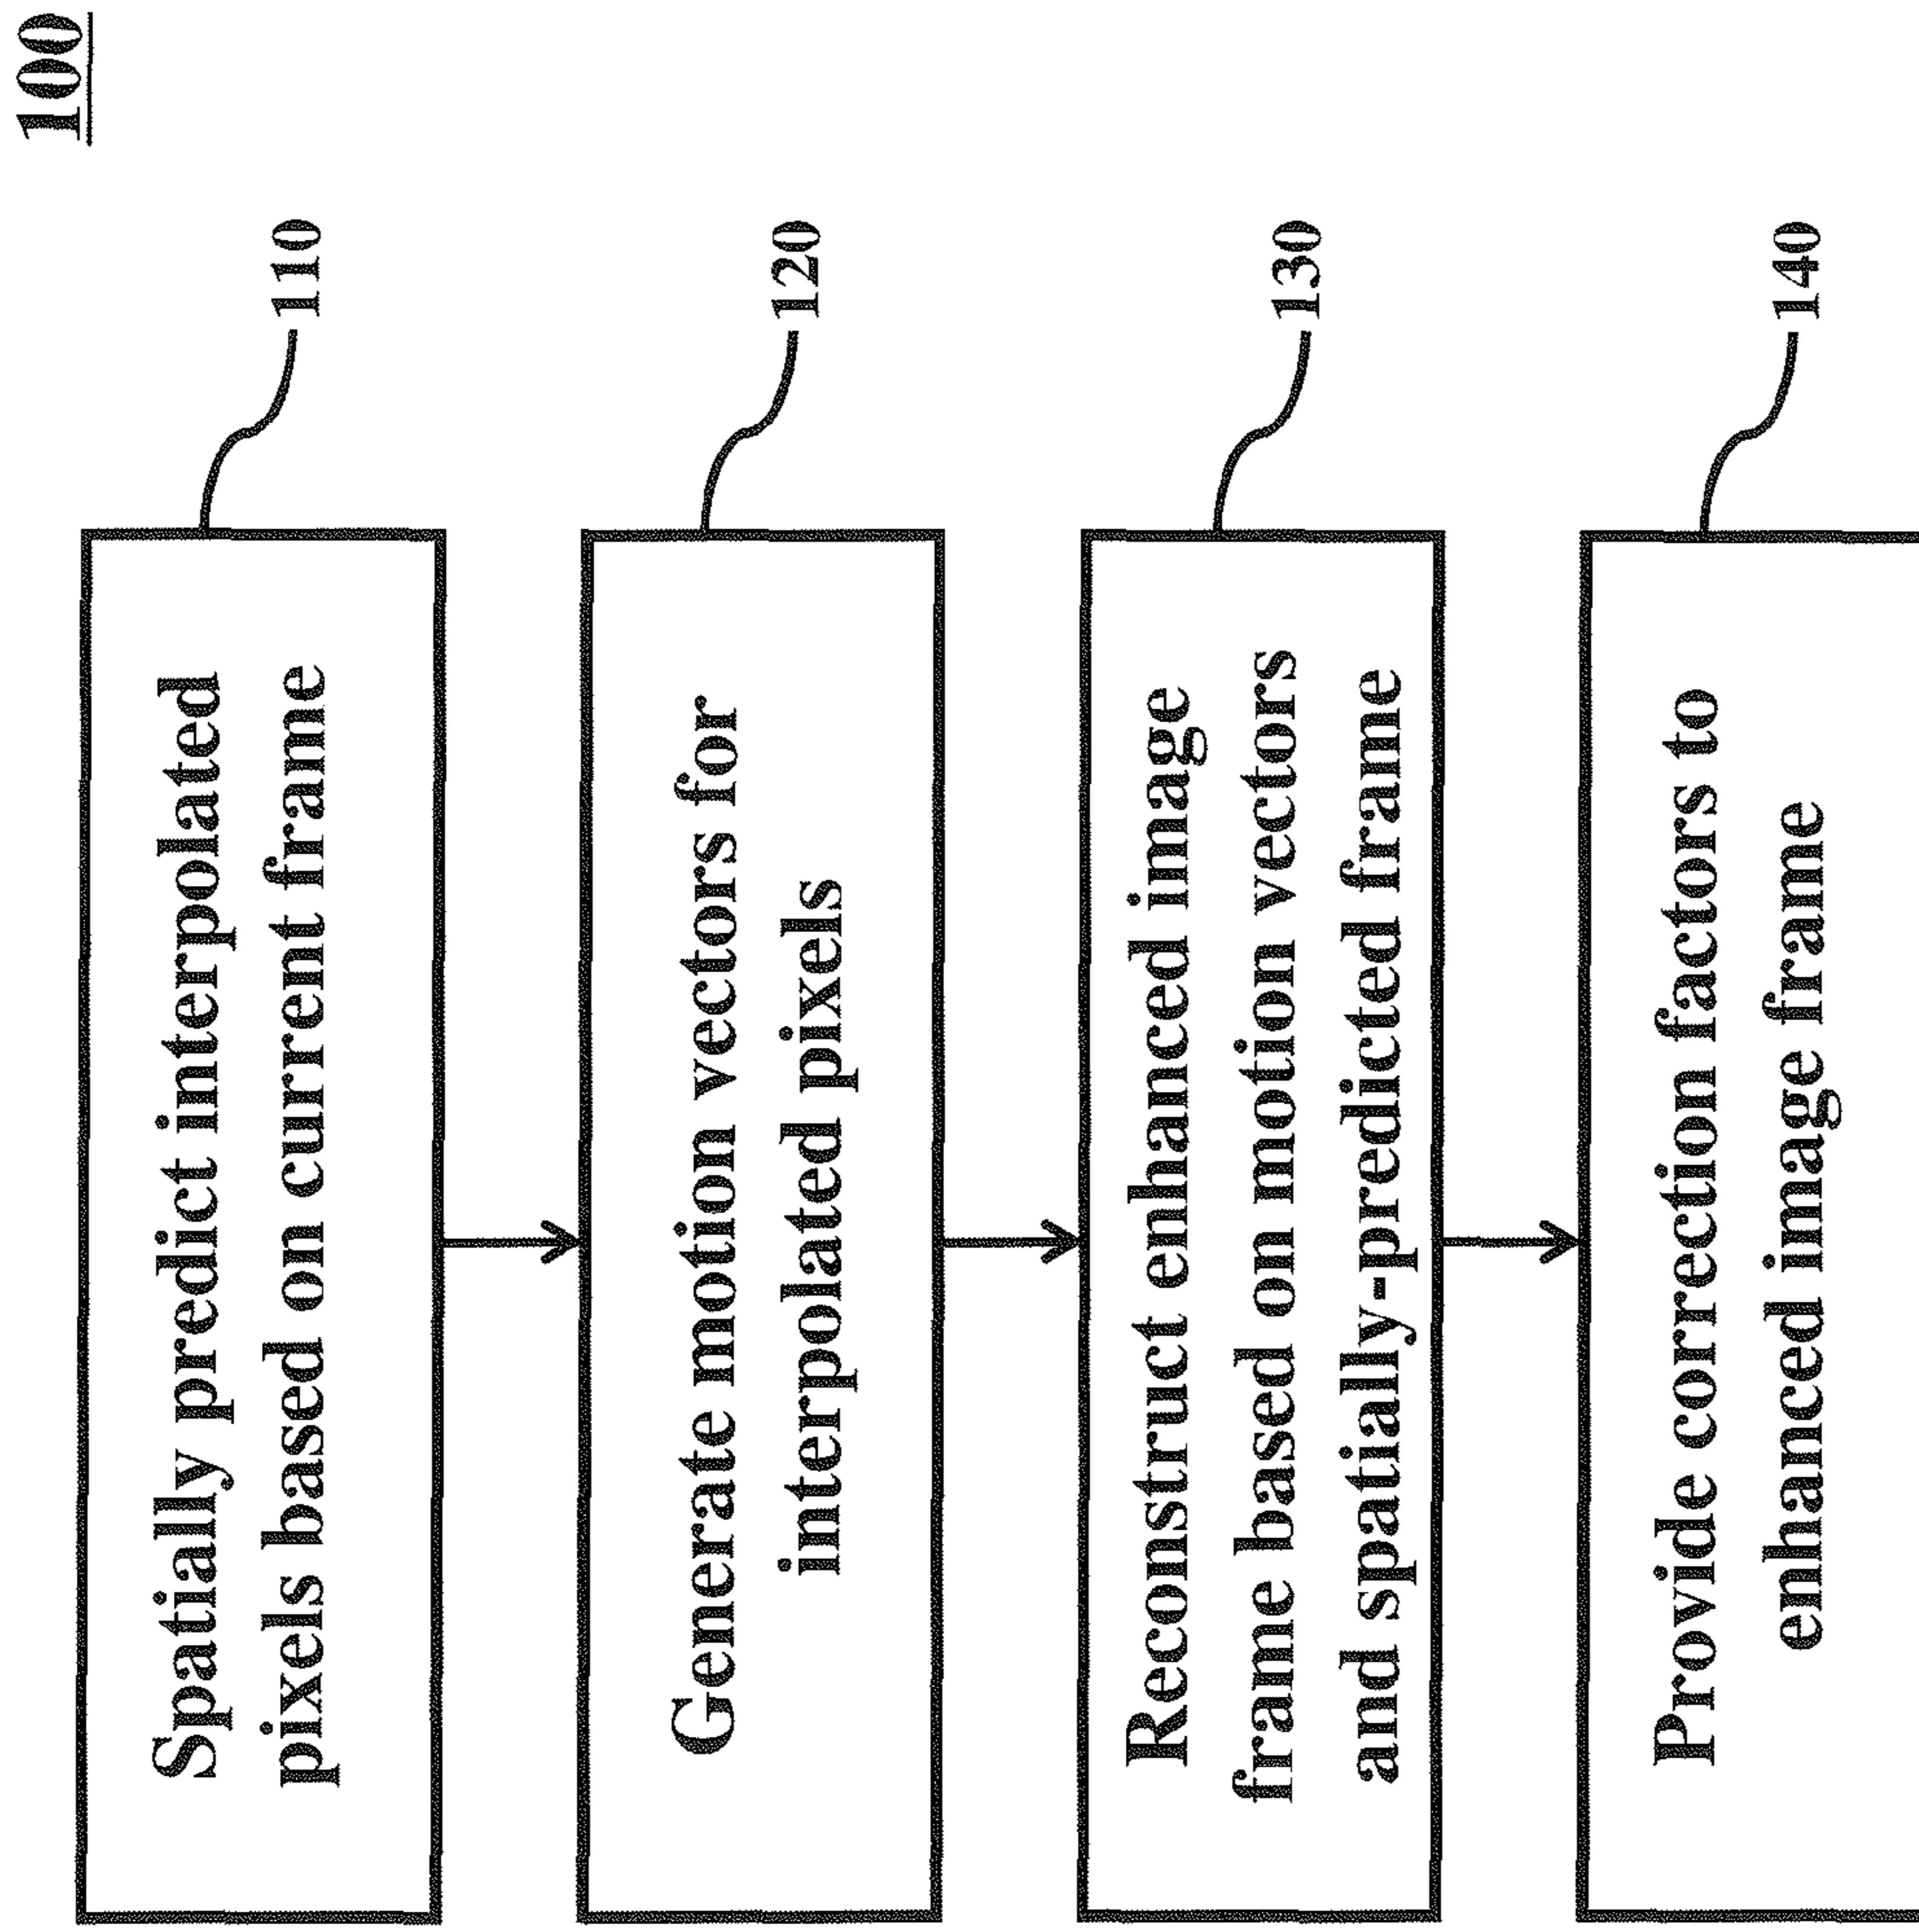 100
Spatially predict interpolated
pixels based on current frame
110
Generate motion vectors for
interpolated pixels
120
Reconstruct enhanced image
frame based on motion vectors
and spatially-predicted frame
130
Provide correction factors to
enhanced image frame
140